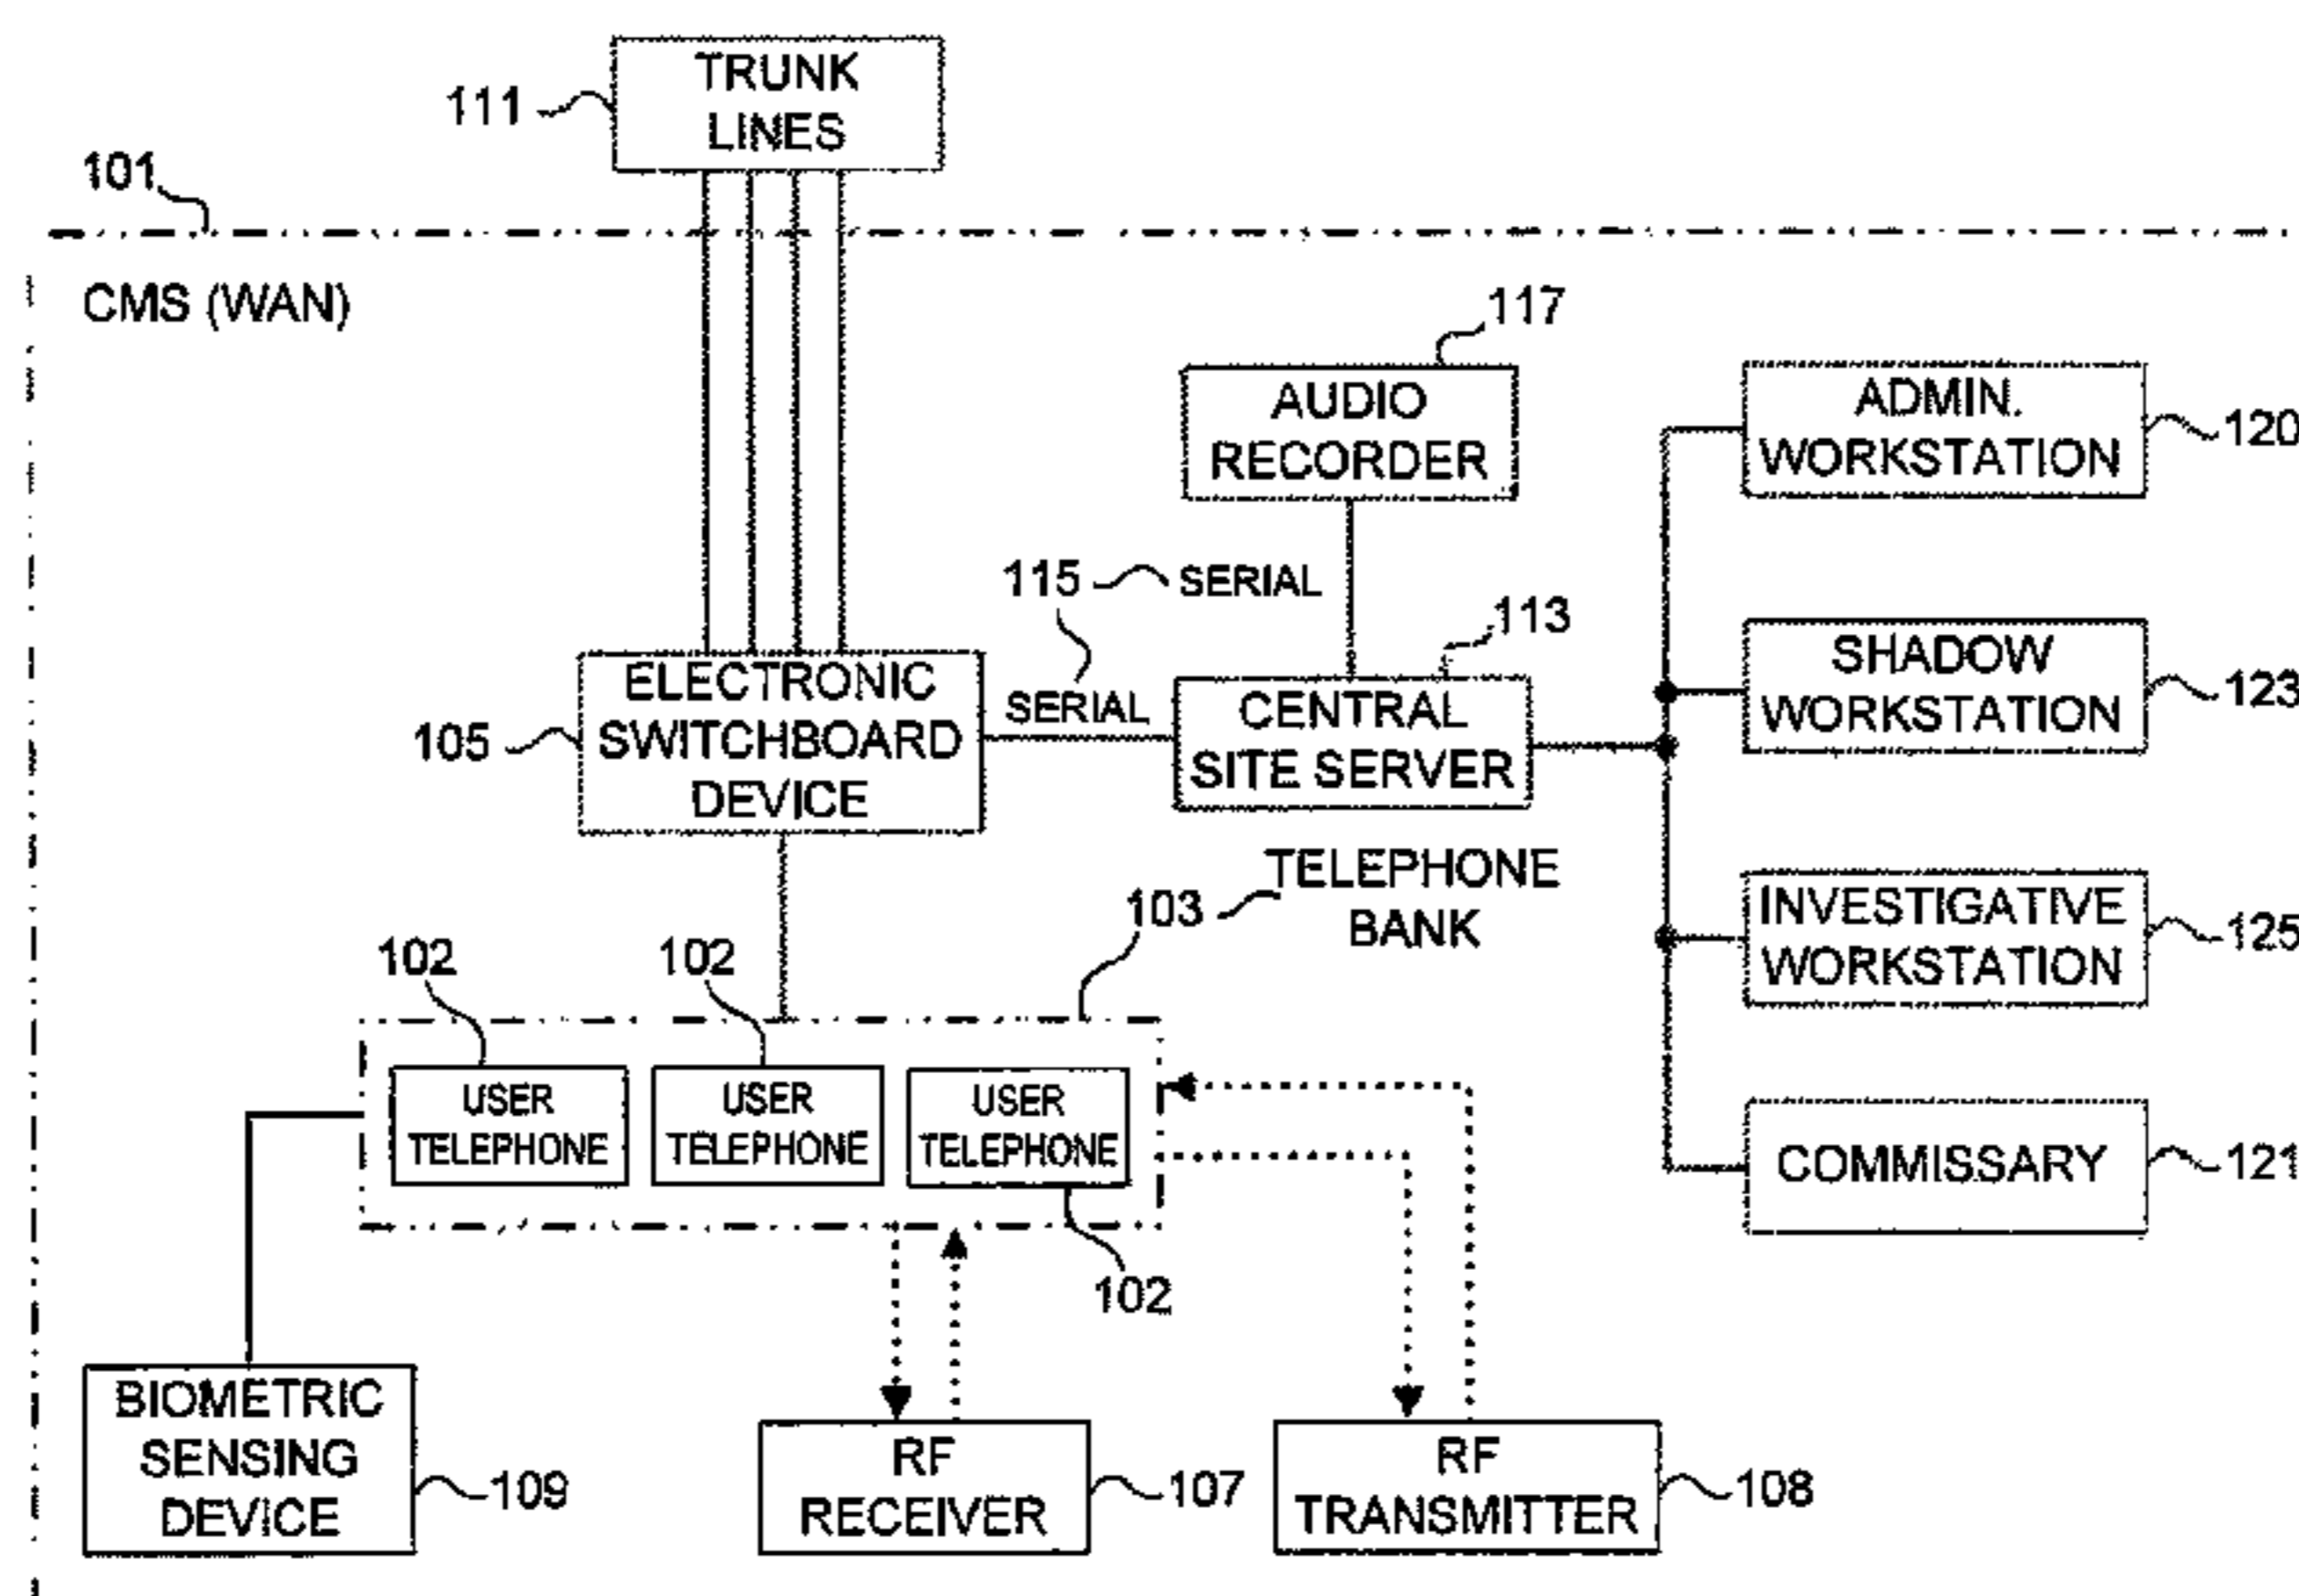 TRUNK
LINES
111
101
CMS (WAN)
117
AUDIO
RECORDER
ADMIN.
WORKSTATION
120
115
SERIAL
113
SHADOW
WORKSTATION
123
ELECTRONIC
SWITCHBOARD
DEVICE
105
SERIAL
CENTRAL
SITE SERVER
103
TELEPHONE
BANK
INVESTIGATIVE
WORKSTATION
125
102
102
USER
TELEPHONE
USER
TELEPHONE
USER
TELEPHONE
COMMISSARY
121
102
BIOMETRIC
SENSING
DEVICE
109
RF
RECEIVER
107
RF
TRANSMITTER
108